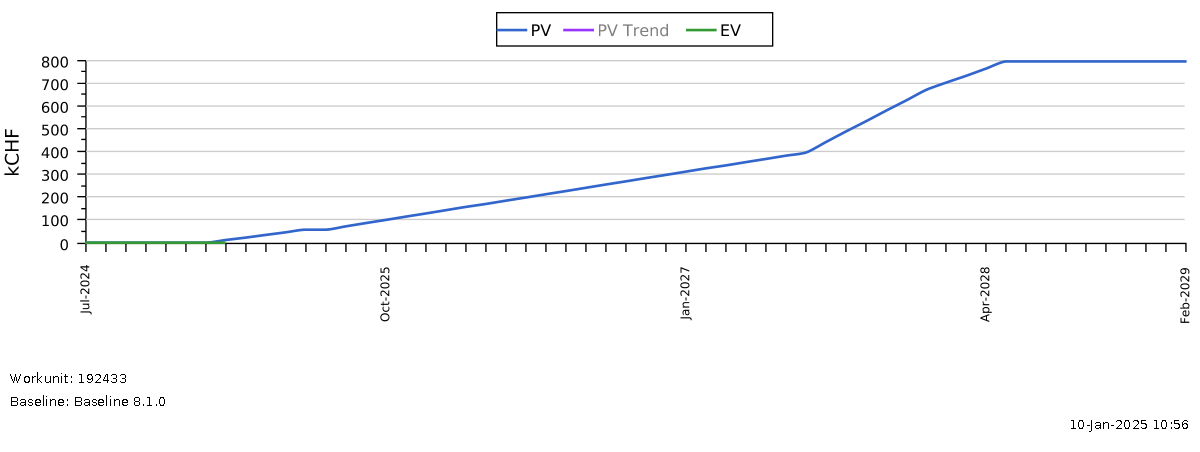 PV PV Trend EV
kCHF
800
700
600
500
400
300
200
100
0
Jul-2024 Oct-2025 Jan-2027 Apr-2028 Feb-2029
Workunit: 192433
Baseline: Baseline 8.1.0
10-Jan-2025 10:56